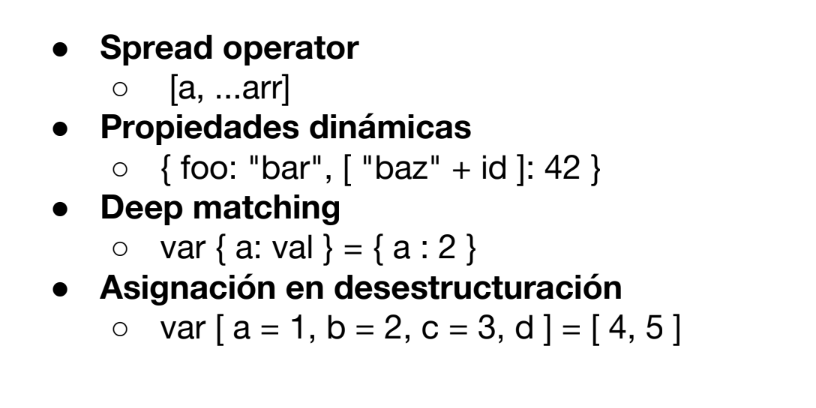 ● Spread operator
○ [a, ...arr]
● Propiedades dinámicas
○ { foo: "bar", [ "baz" + id ]: 42 }
● Deep matching
○ var { a: val } = { a : 2 }
● Asignación en desestructuración
○ var [ a = 1, b = 2, c = 3, d ] = [ 4, 5 ]